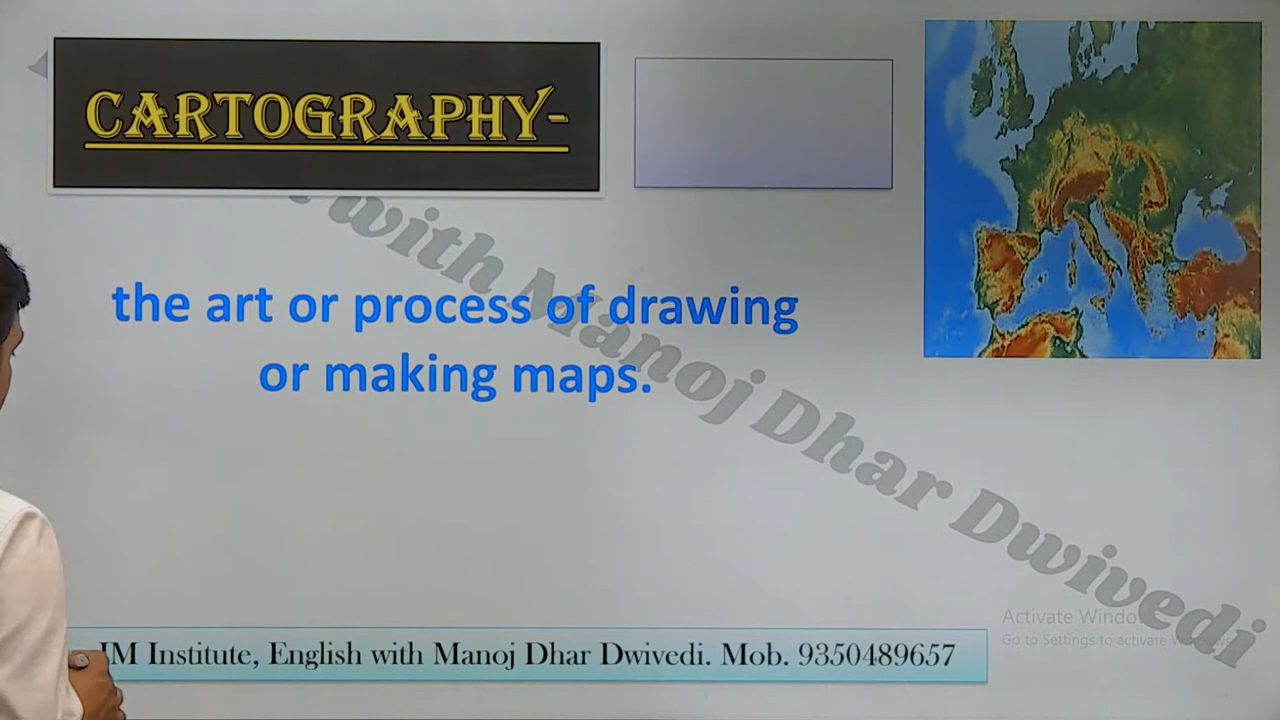 CARTOGRAPHY-
the art or process of drawing
or making maps.
with Manoj Dhar Dwivedi
Activate Windo
Go to Settings to activate W
IM Institute, English with Manoj Dhar Dwivedi. Mob. 9350489657